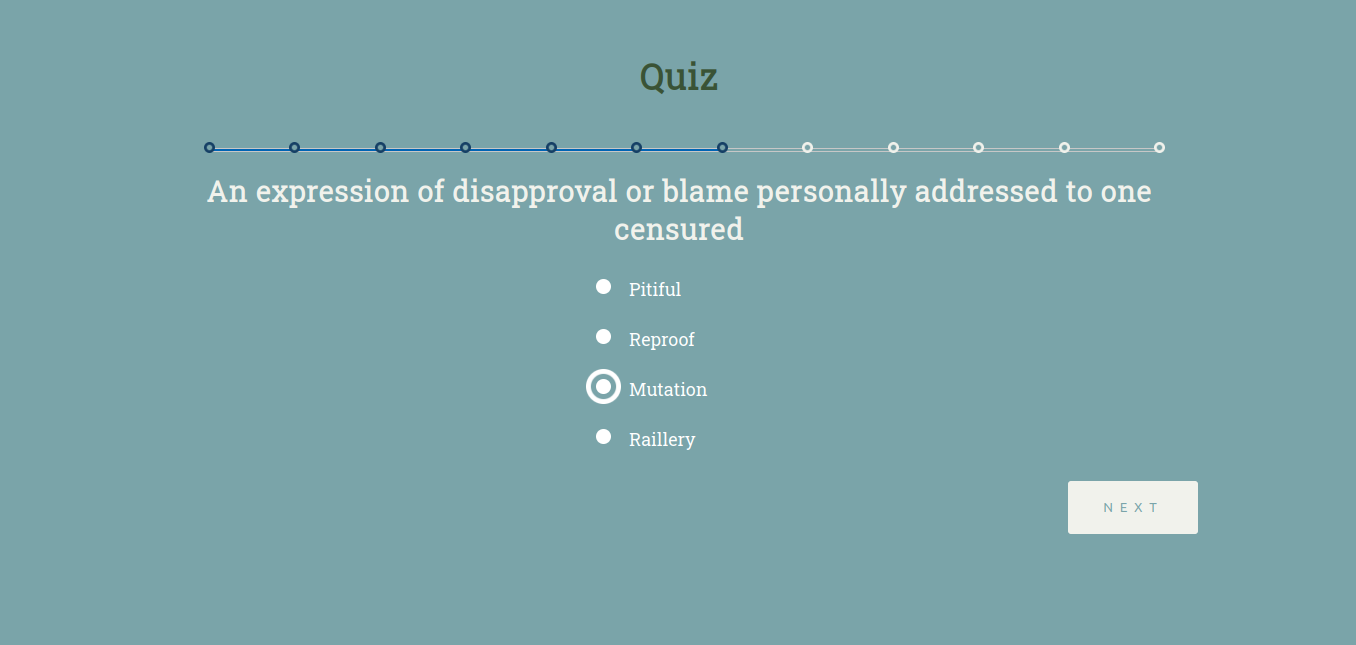 Quiz
An expression of disapproval or blame personally addressed to one
censured
Pitiful
Reproof
Mutation
Raillery
NEXT